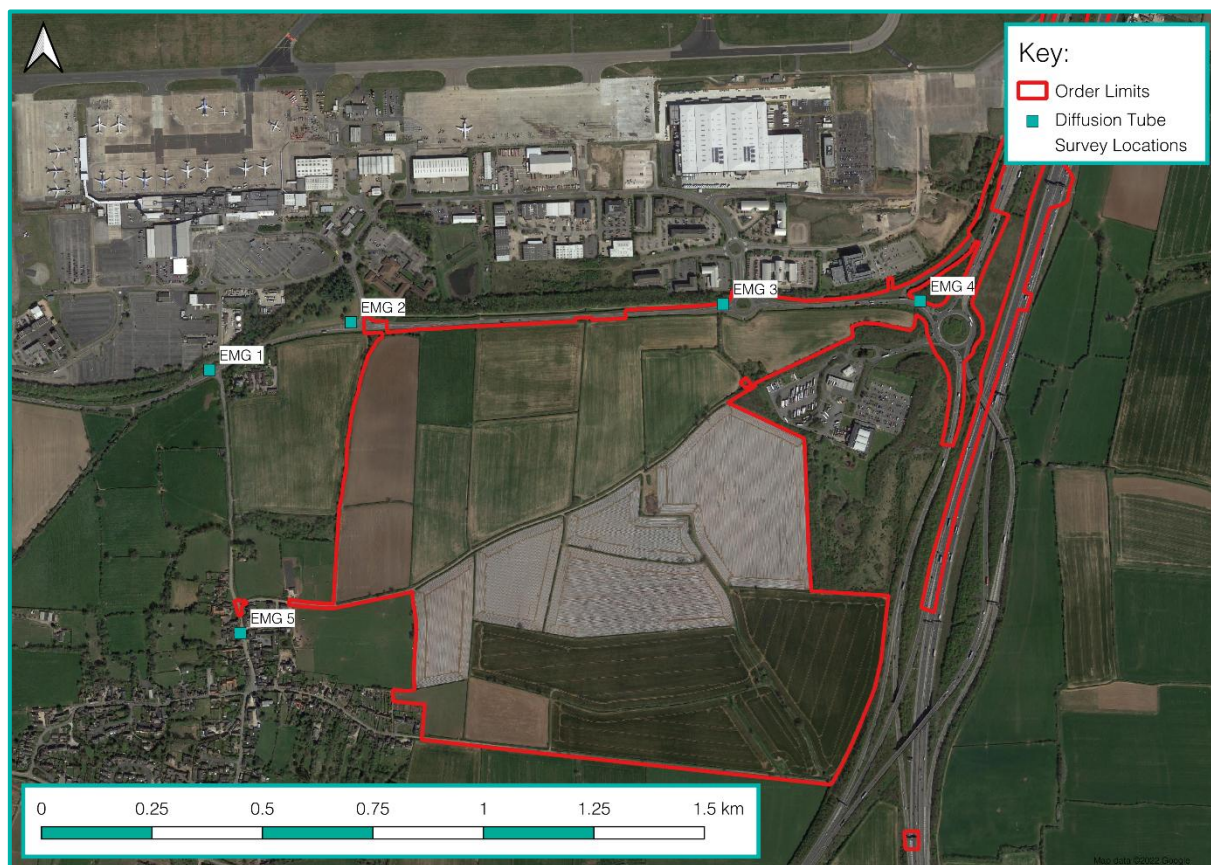 Key:
Order Limits
Diffusion Tube
Survey Locations
EMG 3
EMG 4
EMG 2
EMG 1
EMG 5
0 0.25 0.5 0.75 1 1.25 1.5 km
Map data ©2022 Google